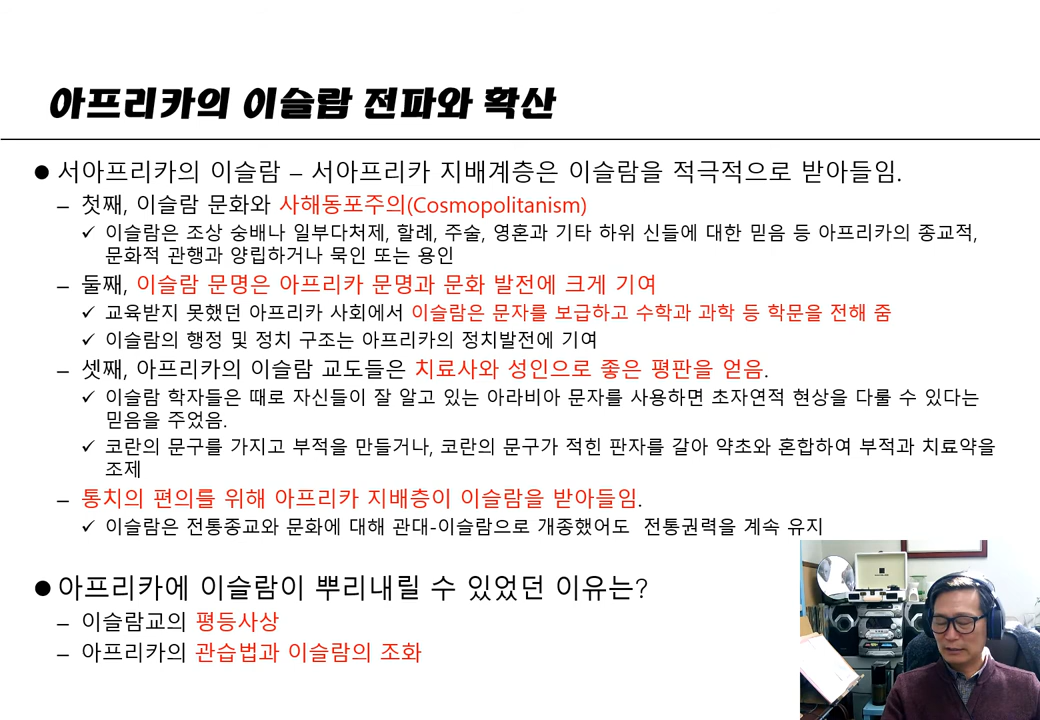 아프리카의 이슬람 전파와 확산
● 서아프리카의 이슬람 – 서아프리카 지배계층은 이슬람을 적극적으로 받아들임.
– 첫째, 이슬람 문화와 사해동포주의(Cosmopolitanism)
✓ 이슬람은 조상 숭배나 일부다처제, 할례, 주술, 영혼과 기타 하위 신들에 대한 믿음 등 아프리카의 종교적,
문화적 관행과 양립하거나 묵인 또는 용인
– 둘째, 이슬람 문명은 아프리카 문명과 문화 발전에 크게 기여
✓ 교육받지 못했던 아프리카 사회에서 이슬람은 문자를 보급하고 수학과 과학 등 학문을 전해 줌
✓ 이슬람의 행정 및 정치 구조는 아프리카의 정치발전에 기여
– 셋째, 아프리카의 이슬람 교도들은 치료사와 성인으로 좋은 평판을 얻음.
✓ 이슬람 학자들은 때로 자신들이 잘 알고 있는 아라비아 문자를 사용하면 초자연적 현상을 다룰 수 있다는
믿음을 주었음.
✓ 코란의 문구를 가지고 부적을 만들거나, 코란의 문구가 적힌 판자를 갈아 약초와 혼합하여 부적과 치료약을
조제
– 통치의 편의를 위해 아프리카 지배층이 이슬람을 받아들임.
✓ 이슬람은 전통종교와 문화에 대해 관대-이슬람으로 개종했어도 전통권력을 계속 유지
● 아프리카에 이슬람이 뿌리내릴 수 있었던 이유는?
– 이슬람교의 평등사상
– 아프리카의 관습법과 이슬람의 조화